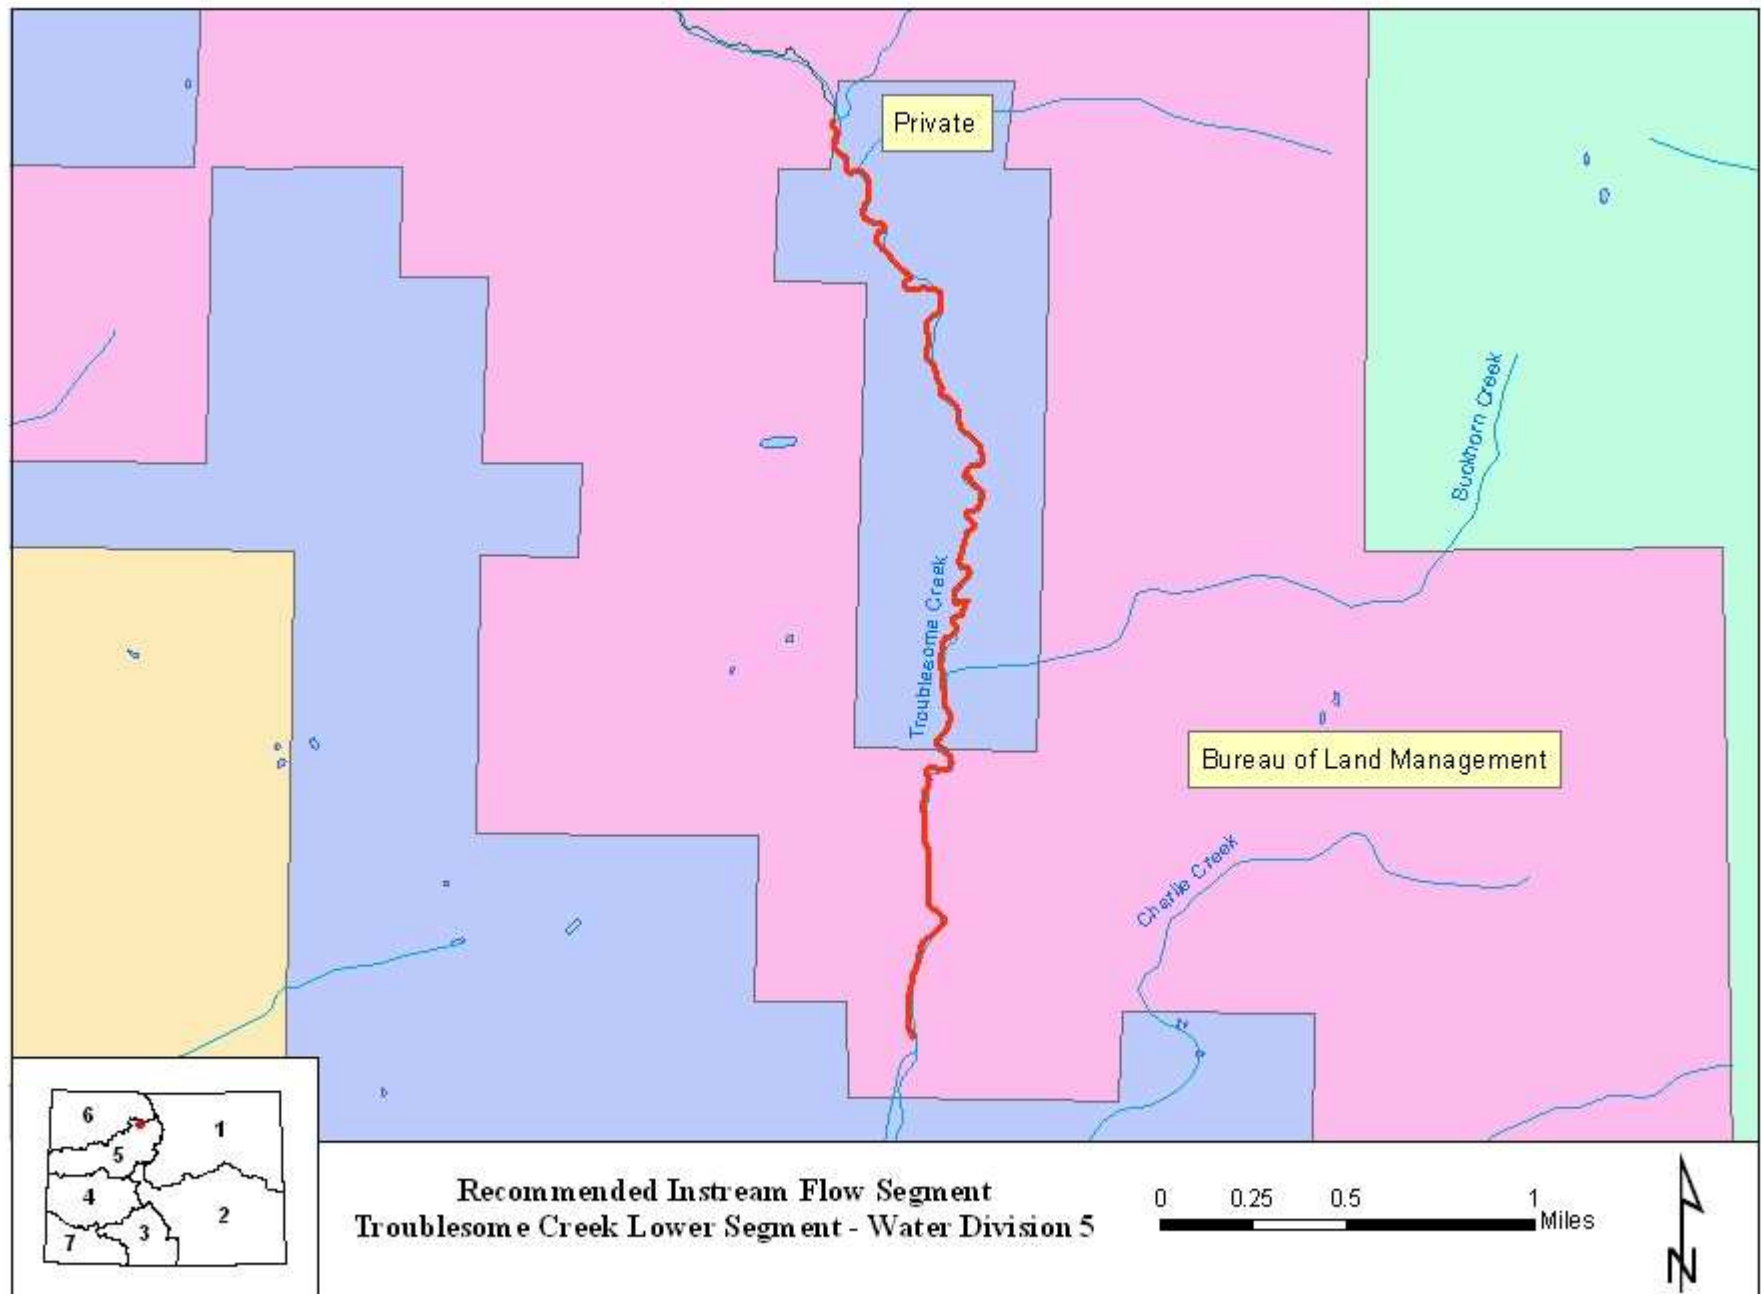 Private
Buckhorn Creek
Troublesome Creek
Bureau of Land Management
Charlie Creek
6
1
5
4
2
3
7
Recommended Instream Flow Segment
Troublesome Creek Lower Segment - Water Division 5
0 0.25 0.5 1
Miles
N